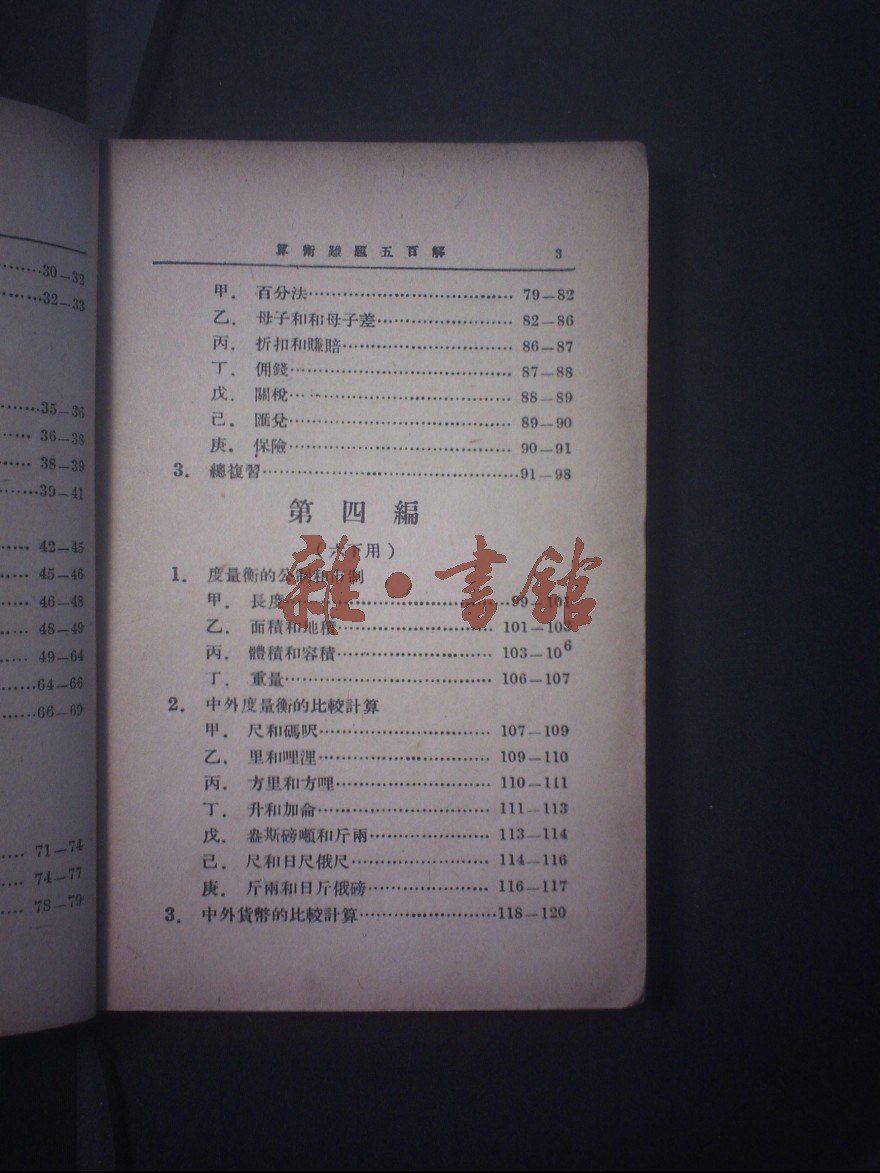 30—32
32—33
35—36
36—38
38—39
39—41
42—45
45—46
46—48
48—49
49—64
64—66
66—69
71—74
74—77
78—79
算術難題五百解 3
甲. 百分法 79—82
乙. 母子和和母子差 82—86
丙. 折扣和賺賠 86—87
丁. 佣錢 87—88
戊. 關稅 88—89
己. 匯兌 89—90
庚. 保險 90—91
3. 總複習 91—98
第四編
(六下用)
1. 度量衡的公制和市制
甲. 長度 99—101
乙. 面積和地積 101—103
丙. 體積和容積 103—106
丁. 重量 106—107
2. 中外度量衡的比較計算
甲. 尺和碼呎 107—109
乙. 里和哩浬 109—110
丙. 方里和方哩 110—111
丁. 升和加侖 111—113
戊. 盎斯磅噸和斤兩 113—114
己. 尺和日尺俄尺 114—116
庚. 斤兩和日斤俄磅 116—117
3. 中外貨幣的比較計算 118—120
雜·書館